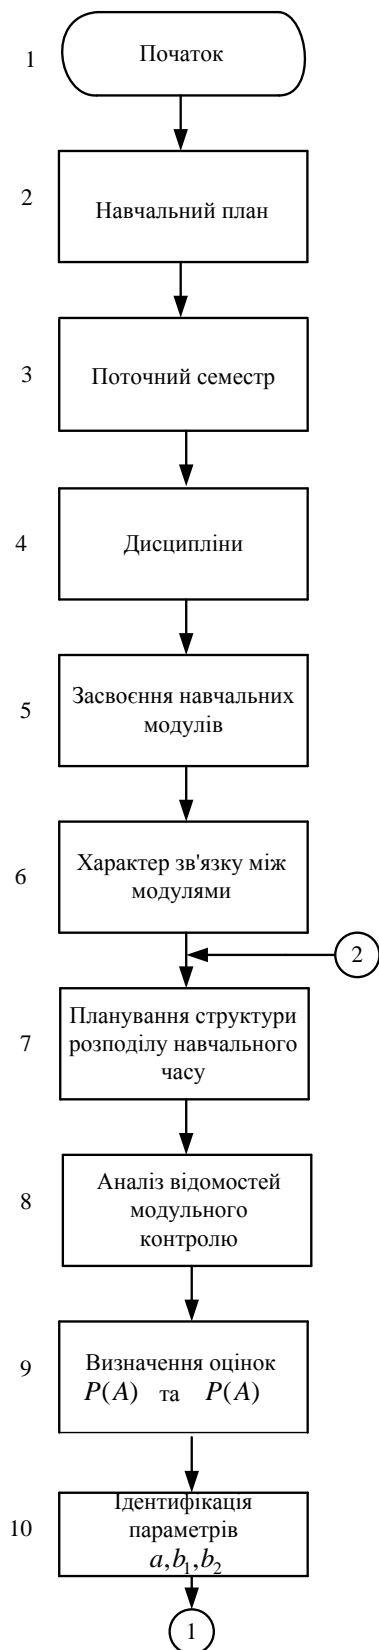 1
Початок
2
Навчальний план
3
Поточний семестр
4
Дисципліни
5
Засвоєння навчальних
модулів
6
Характер зв'язку між
модулями
2
7
Планування структури
розподілу навчального
часу
8
Аналіз відомостей
модульного
контролю
9
Визначення оцінок
P(A) та P(A)
10
Ідентифікація
параметрів
a,b₁,b₂
1